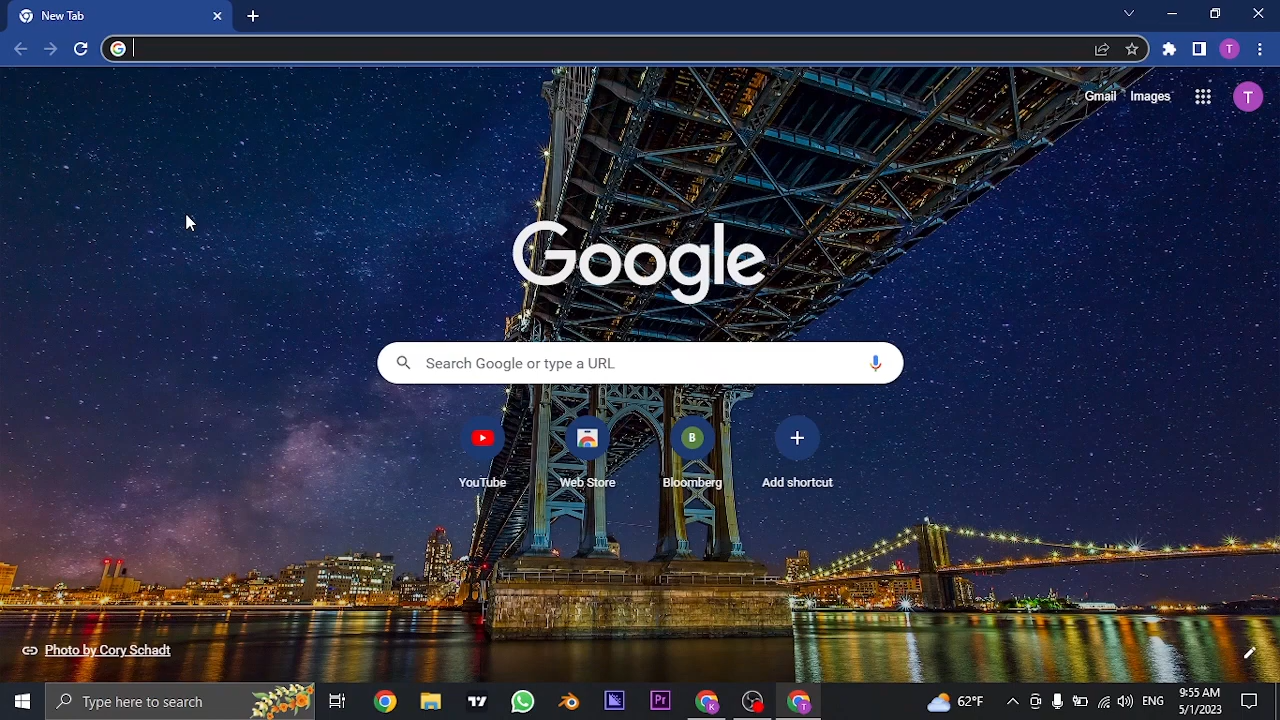 New Tab
Gmail Images
T
T
Google
Search Google or type a URL
YouTube
Web Store
B
Bloomberg
Add shortcut
Photo by Cory Schadt
Type here to search
Pr
K
T
62°F
ENG
9:55 AM
5/1/2023